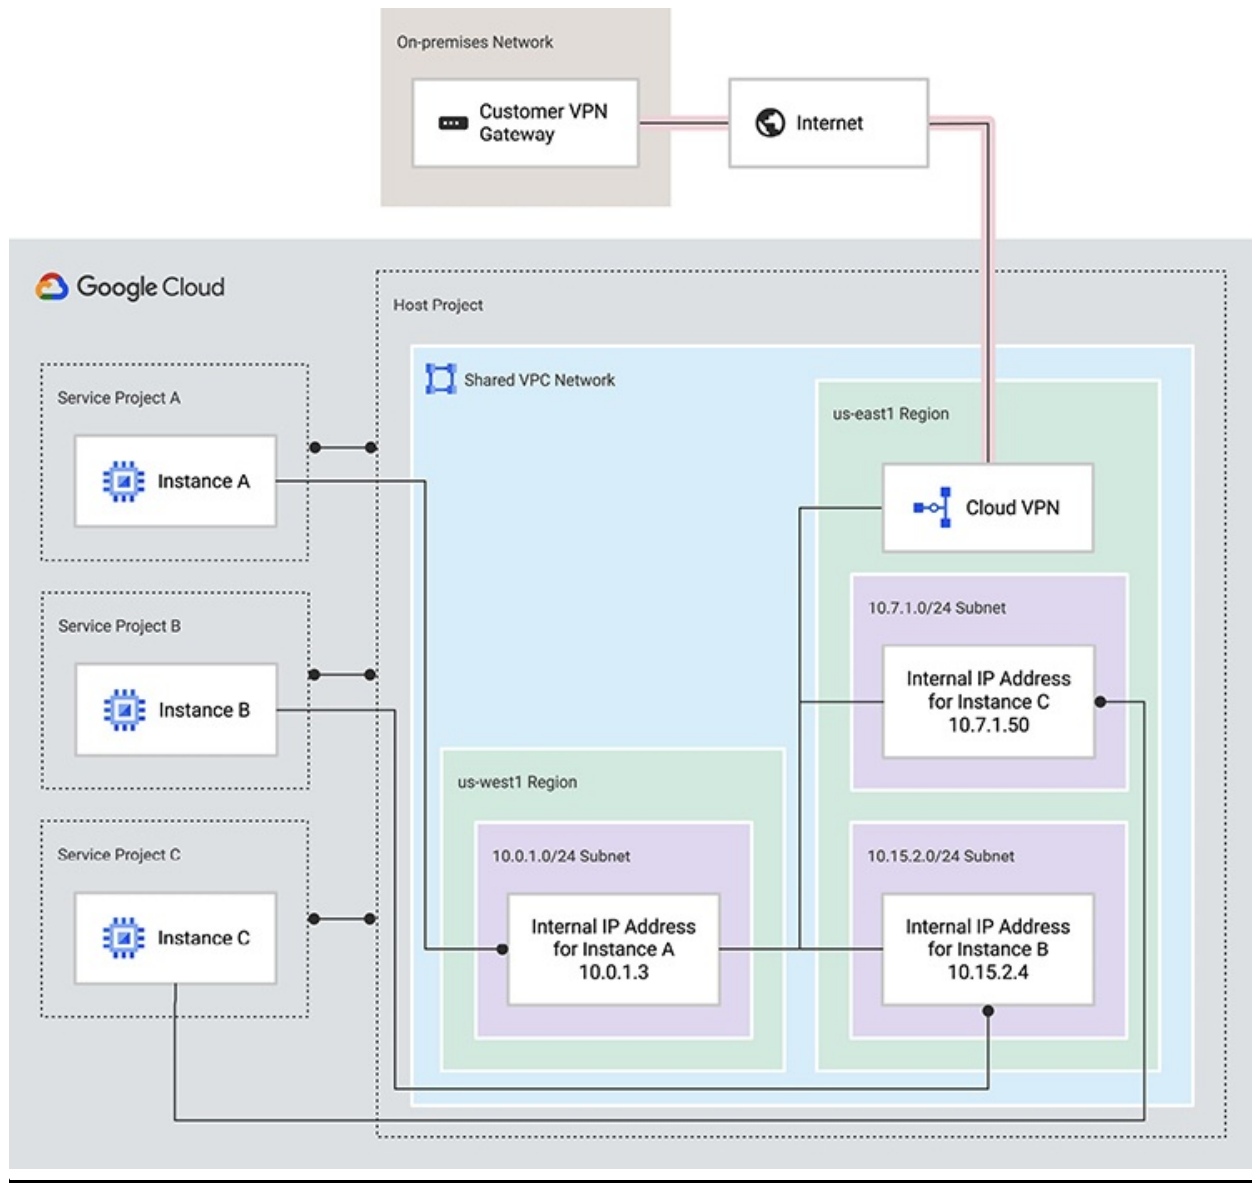 On-premises Network
Customer VPN
Gateway
Internet
Google Cloud
Host Project
Shared VPC Network
us-east1 Region
Service Project A
Instance A
Cloud VPN
10.7.1.0/24 Subnet
Service Project B
Internal IP Address
for Instance C
10.7.1.50
Instance B
us-west1 Region
Service Project C
10.0.1.0/24 Subnet
10.15.2.0/24 Subnet
Instance C
Internal IP Address
for Instance A
10.0.1.3
Internal IP Address
for Instance B
10.15.2.4